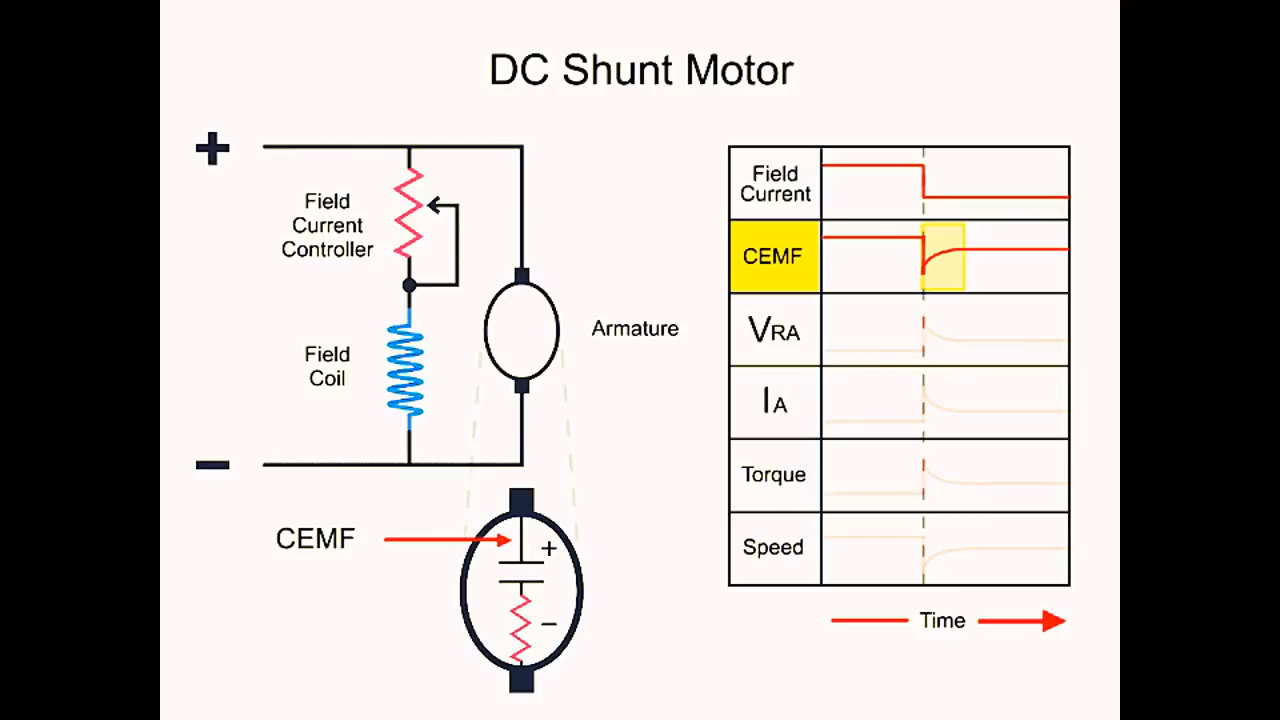 DC Shunt Motor
+
Field
Current
Controller
Field
Coil
−
Armature
CEMF
+
−
Field
Current
CEMF
VRA
IA
Torque
Speed
Time